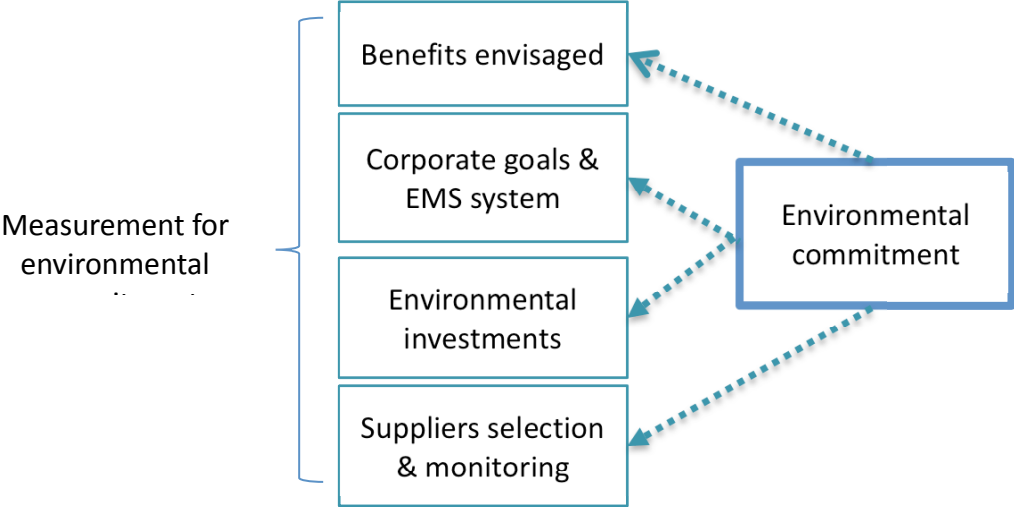 Measurement for
environmental
Benefits envisaged
Corporate goals &
EMS system
Environmental
investments
Suppliers selection
& monitoring
Environmental
commitment